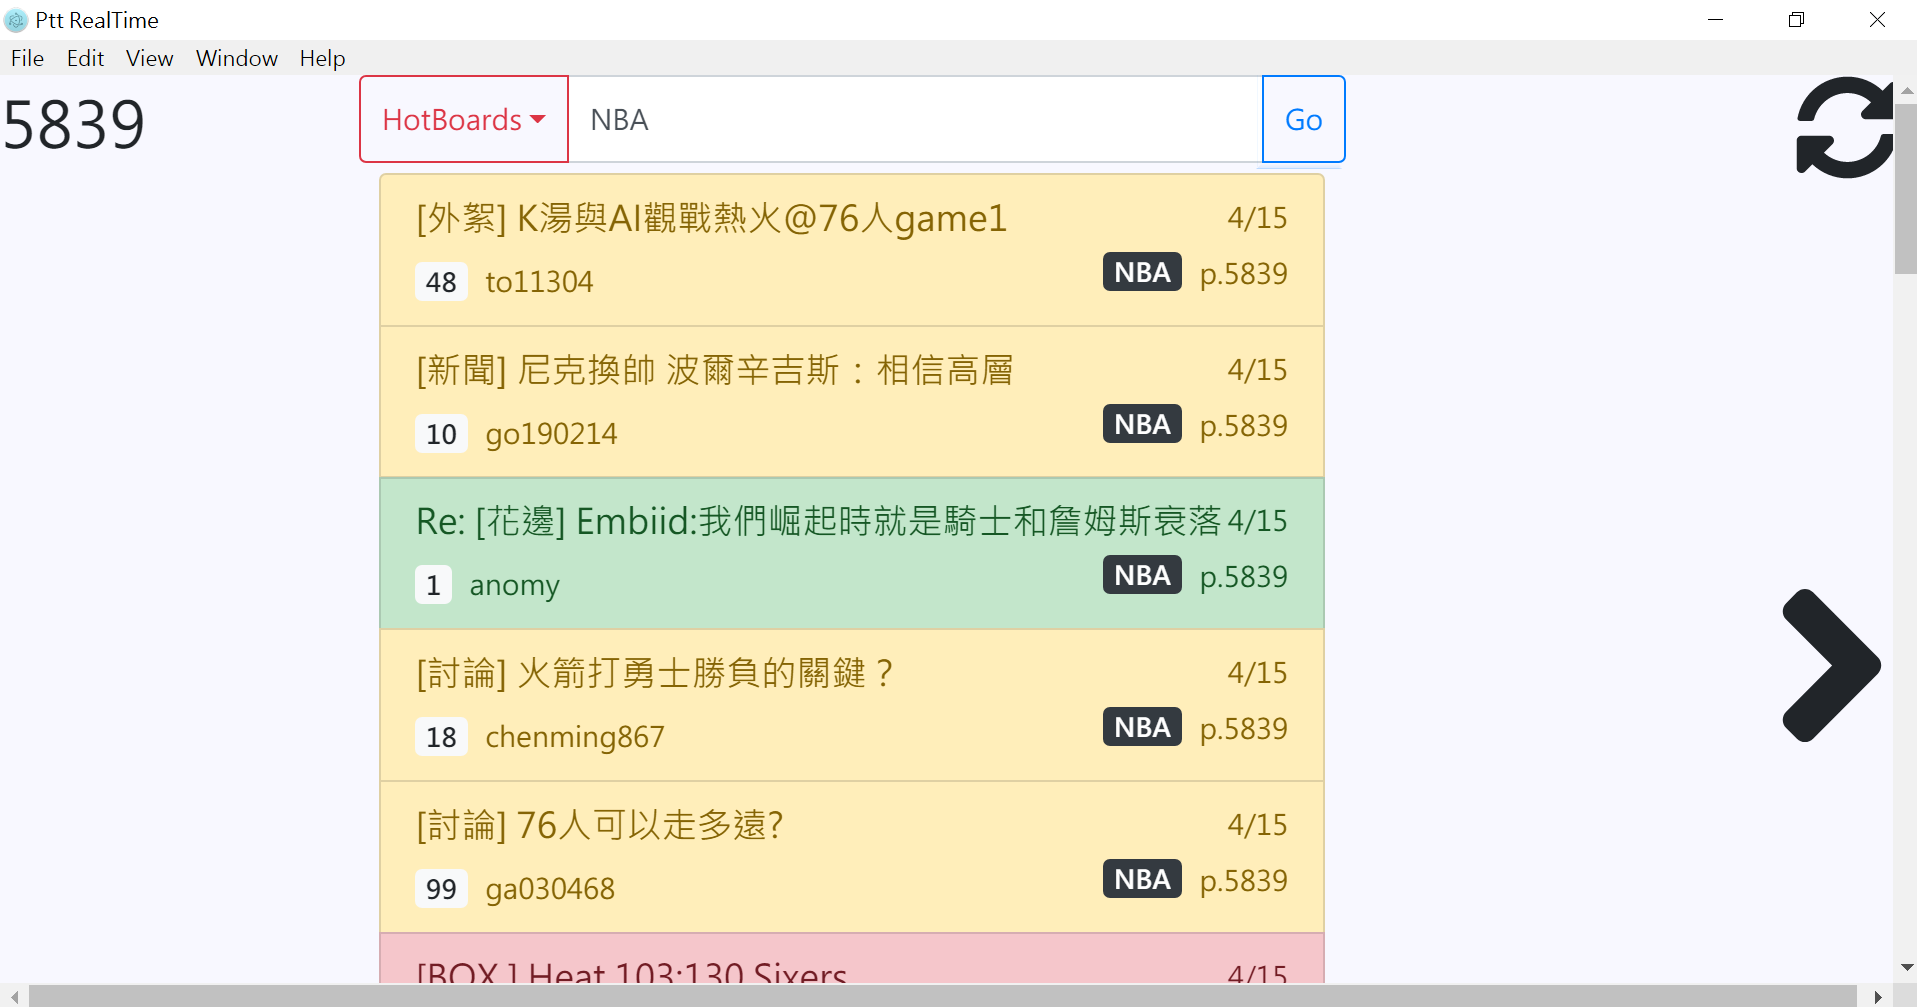 Ptt RealTime
File Edit View Window Help
5839
HotBoards NBA Go
[外絮] K湯與AI觀戰熱火@76人game1 4/15
48 to11304 NBA p.5839
[新聞] 尼克換帥 波爾辛吉斯：相信高層 4/15
10 go190214 NBA p.5839
Re: [花邊] Embiid:我們崛起時就是騎士和詹姆斯衰落 4/15
1 anomy NBA p.5839
[討論] 火箭打勇士勝負的關鍵？ 4/15
18 chenming867 NBA p.5839
[討論] 76人可以走多遠? 4/15
99 ga030468 NBA p.5839
[BOX ] Heat 103:130 Sixers 4/15